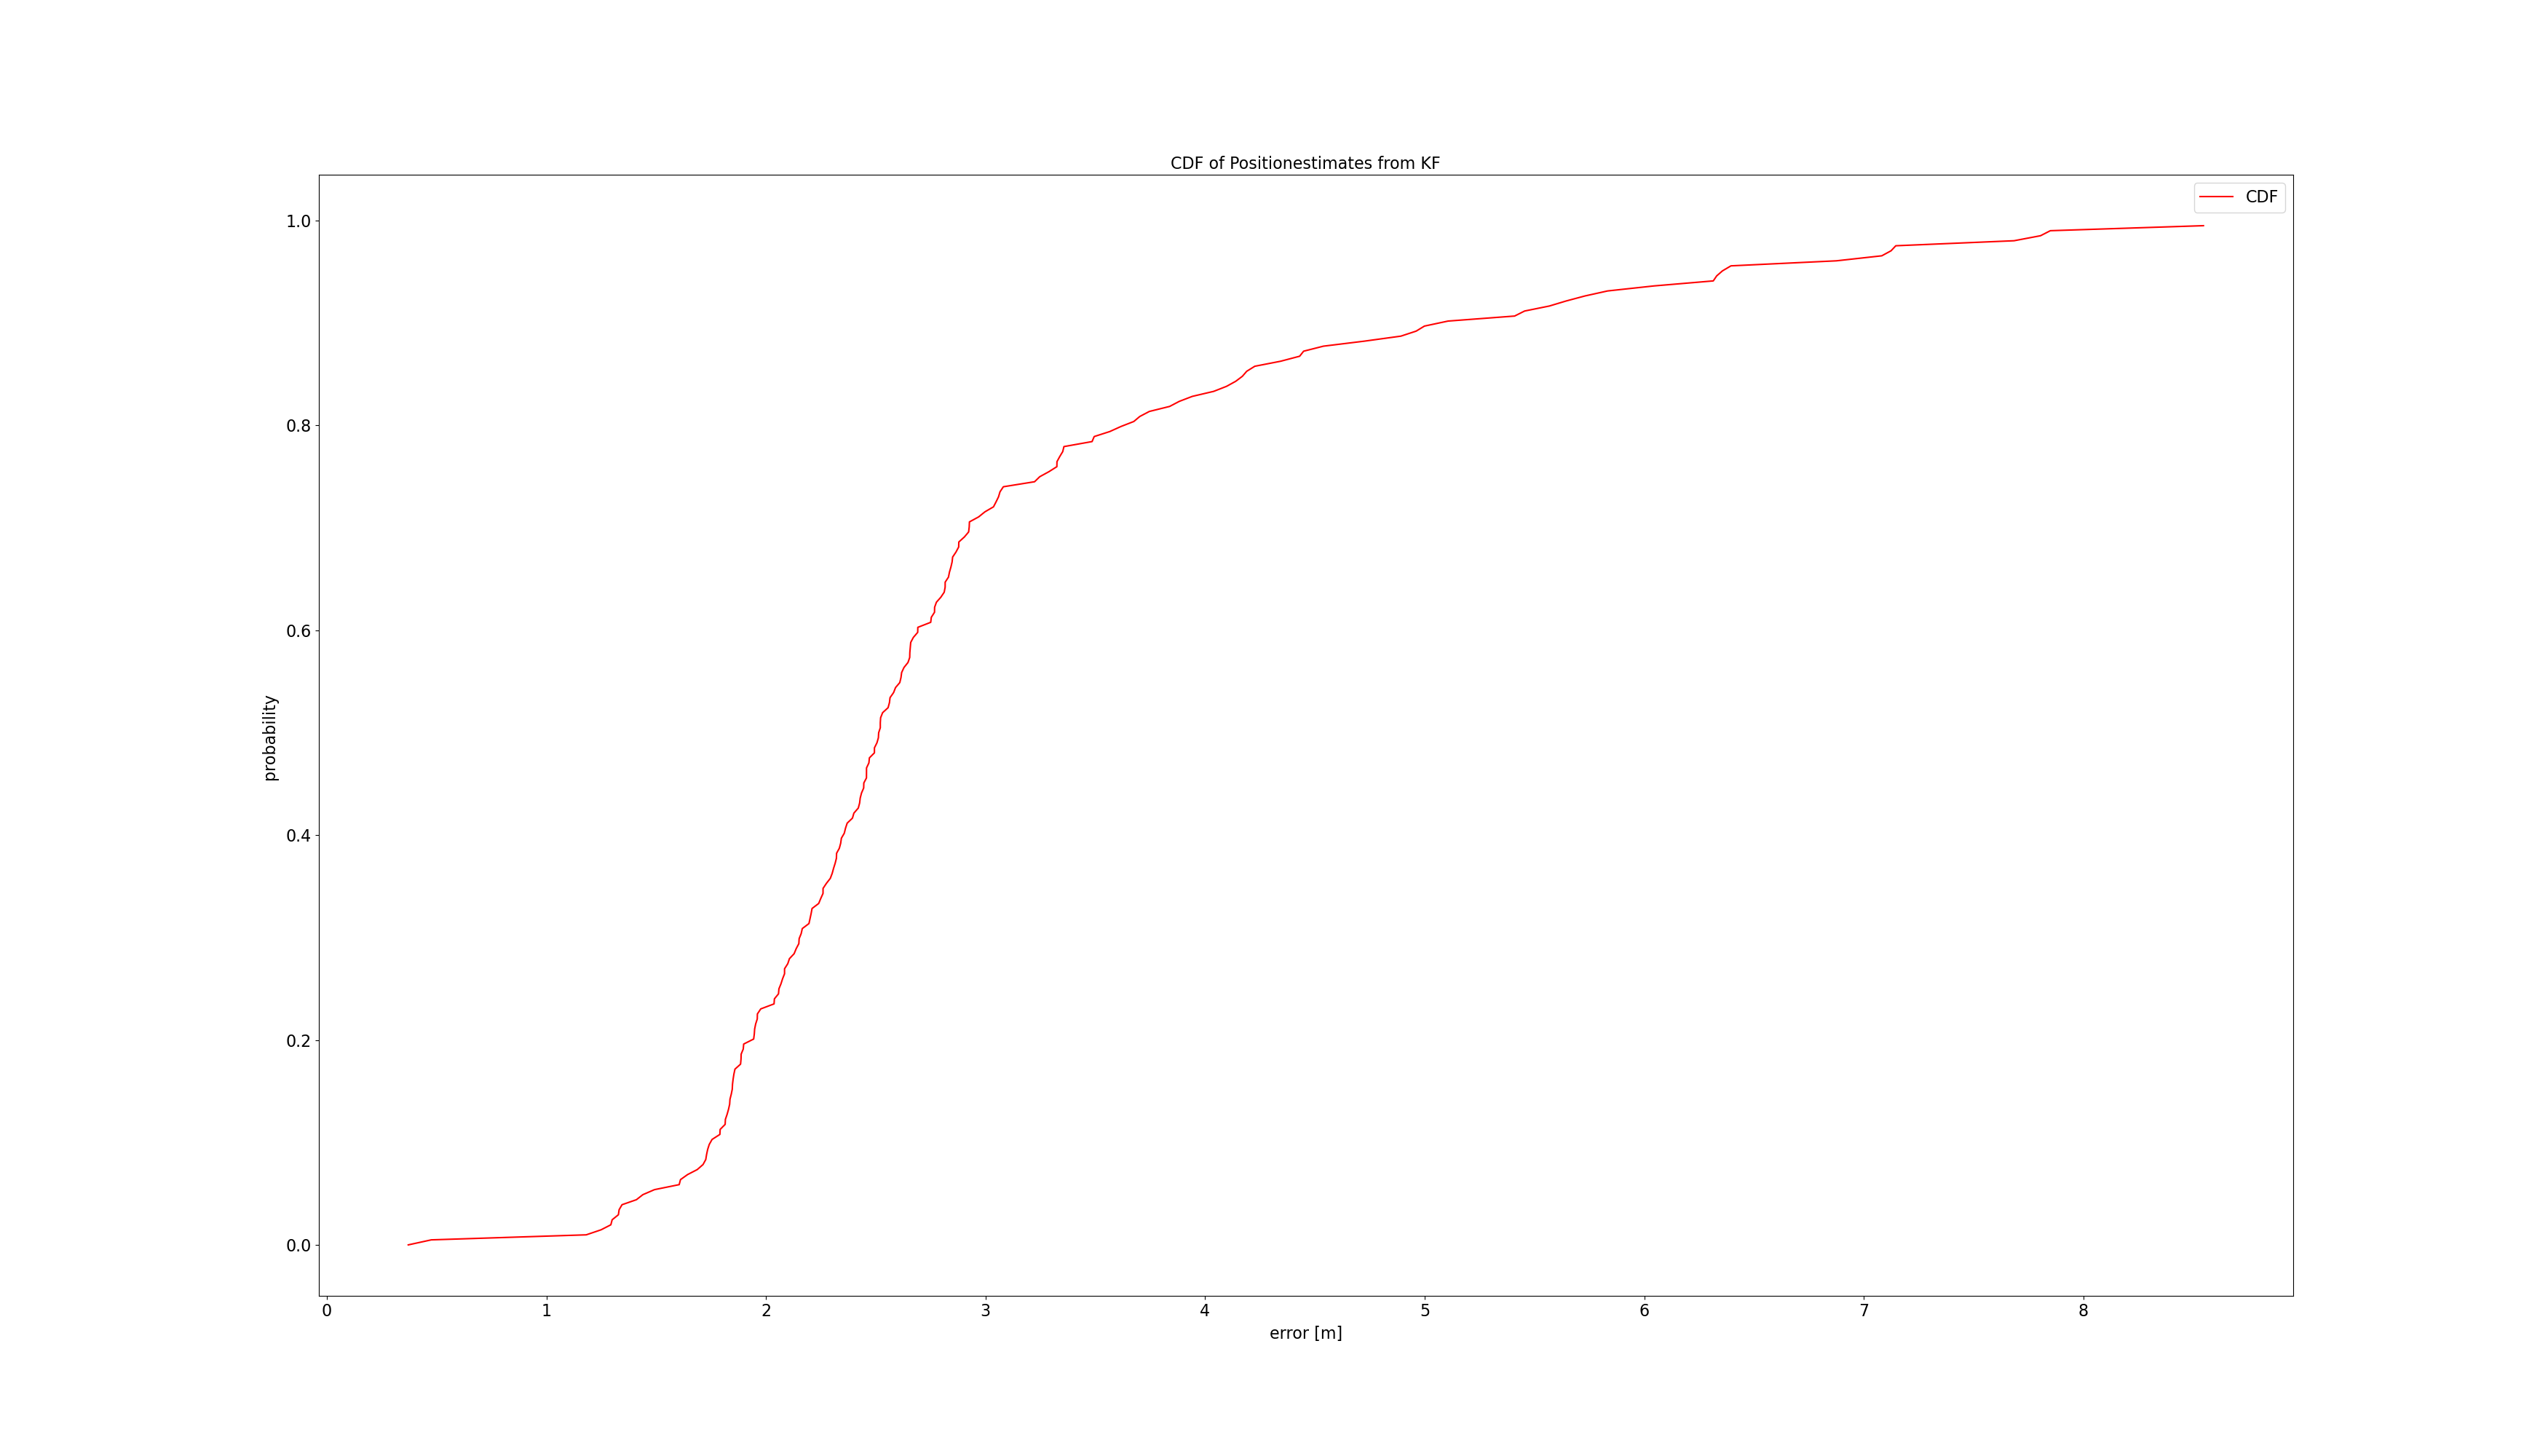 CDF of Positionestimates from KF
CDF
1.0
0.8
0.6
0.4
0.2
0.0
probability
0 1 2 3 4 5 6 7 8
error [m]